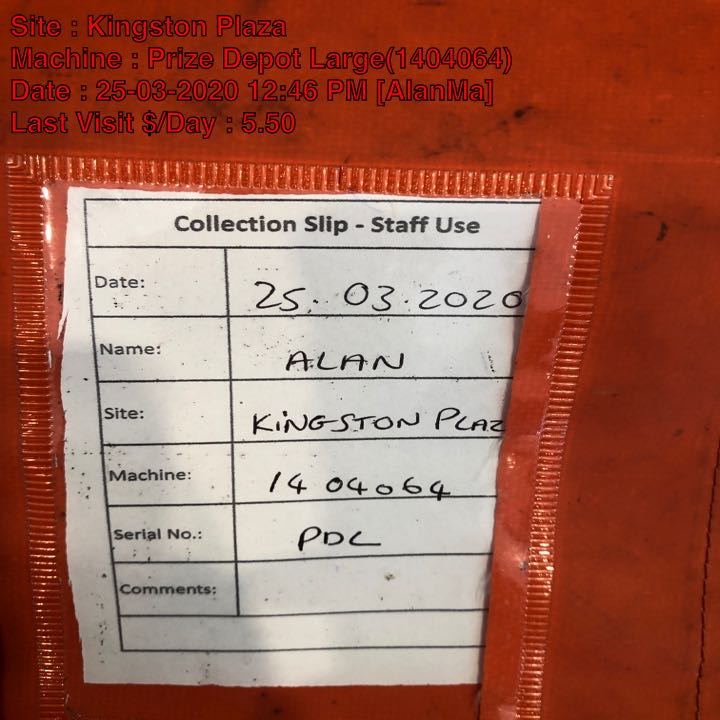 Site : Kingston Plaza
Machine : Prize Depot Large(1404064)
Date : 25-03-2020 12:46 PM [AlanMa]
Last Visit $/Day : 5.50
Collection Slip - Staff Use
Date: 25.03.2020
Name: ALAN
Site: KiNGSTON PLAZ
Machine: 1404064
Serial No.: PDL
Comments: